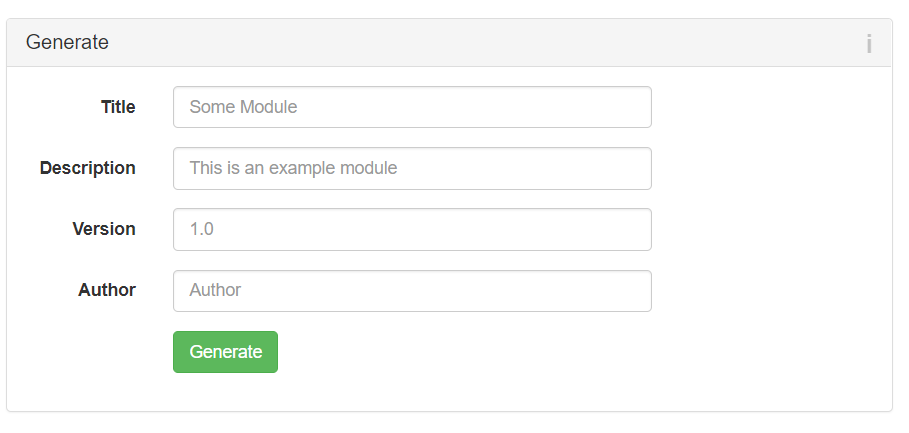 Generate
i
Title
Some Module
Description
This is an example module
Version
1.0
Author
Author
Generate